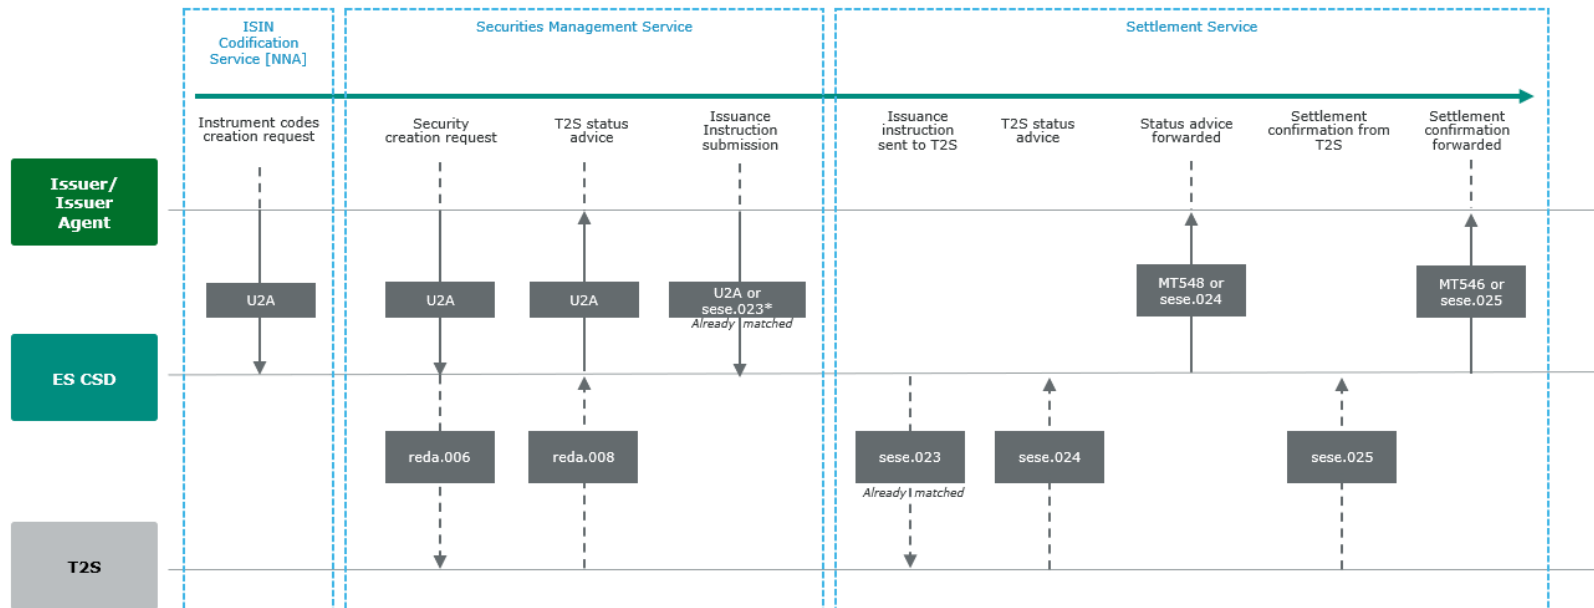 ISIN
Codification
Service [NNA]
Securities Management Service
Settlement Service
Instrument codes
creation request
Security
creation request
T2S status
advice
Issuance
Instruction
submission
Issuance
instruction
sent to T2S
T2S status
advice
Status advice
forwarded
Settlement
confirmation from
T2S
Settlement
confirmation
forwarded
Issuer/
Issuer
Agent
U2A
U2A
U2A
U2A or
sese.023*
Already matched
MT548 or
sese.024
MT546 or
sese.025
ES CSD
reda.006
reda.008
sese.023
Already matched
sese.024
sese.025
T2S